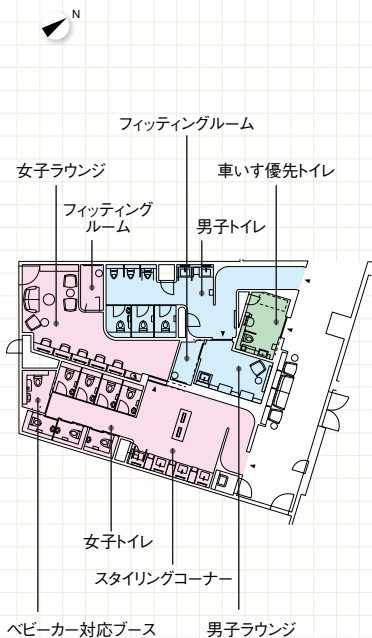 N
フィッティングルーム
女子ラウンジ
車いす優先トイレ
フィッティング
ルーム
男子トイレ
女子トイレ
スタイリングコーナー
ベビーカー対応ブース
男子ラウンジ